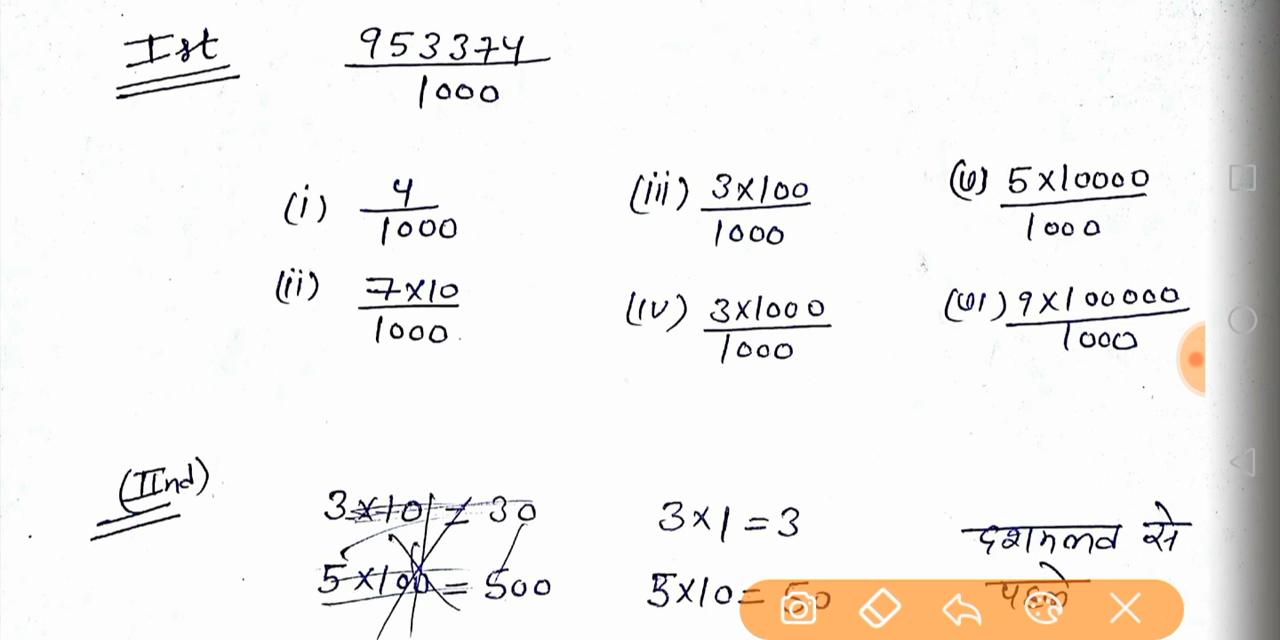 Ist 953374
1000
(i) 4/1000 (iii) 3×100/1000 (v) 5×10000/1000
(ii) 7×10/1000 (iv) 3×1000/1000 (vi) 9×100000/1000
(IInd)
3×10 = 30 3×1 = 3 दशमलव से
5×100 = 500 5×10 = 50 पहले